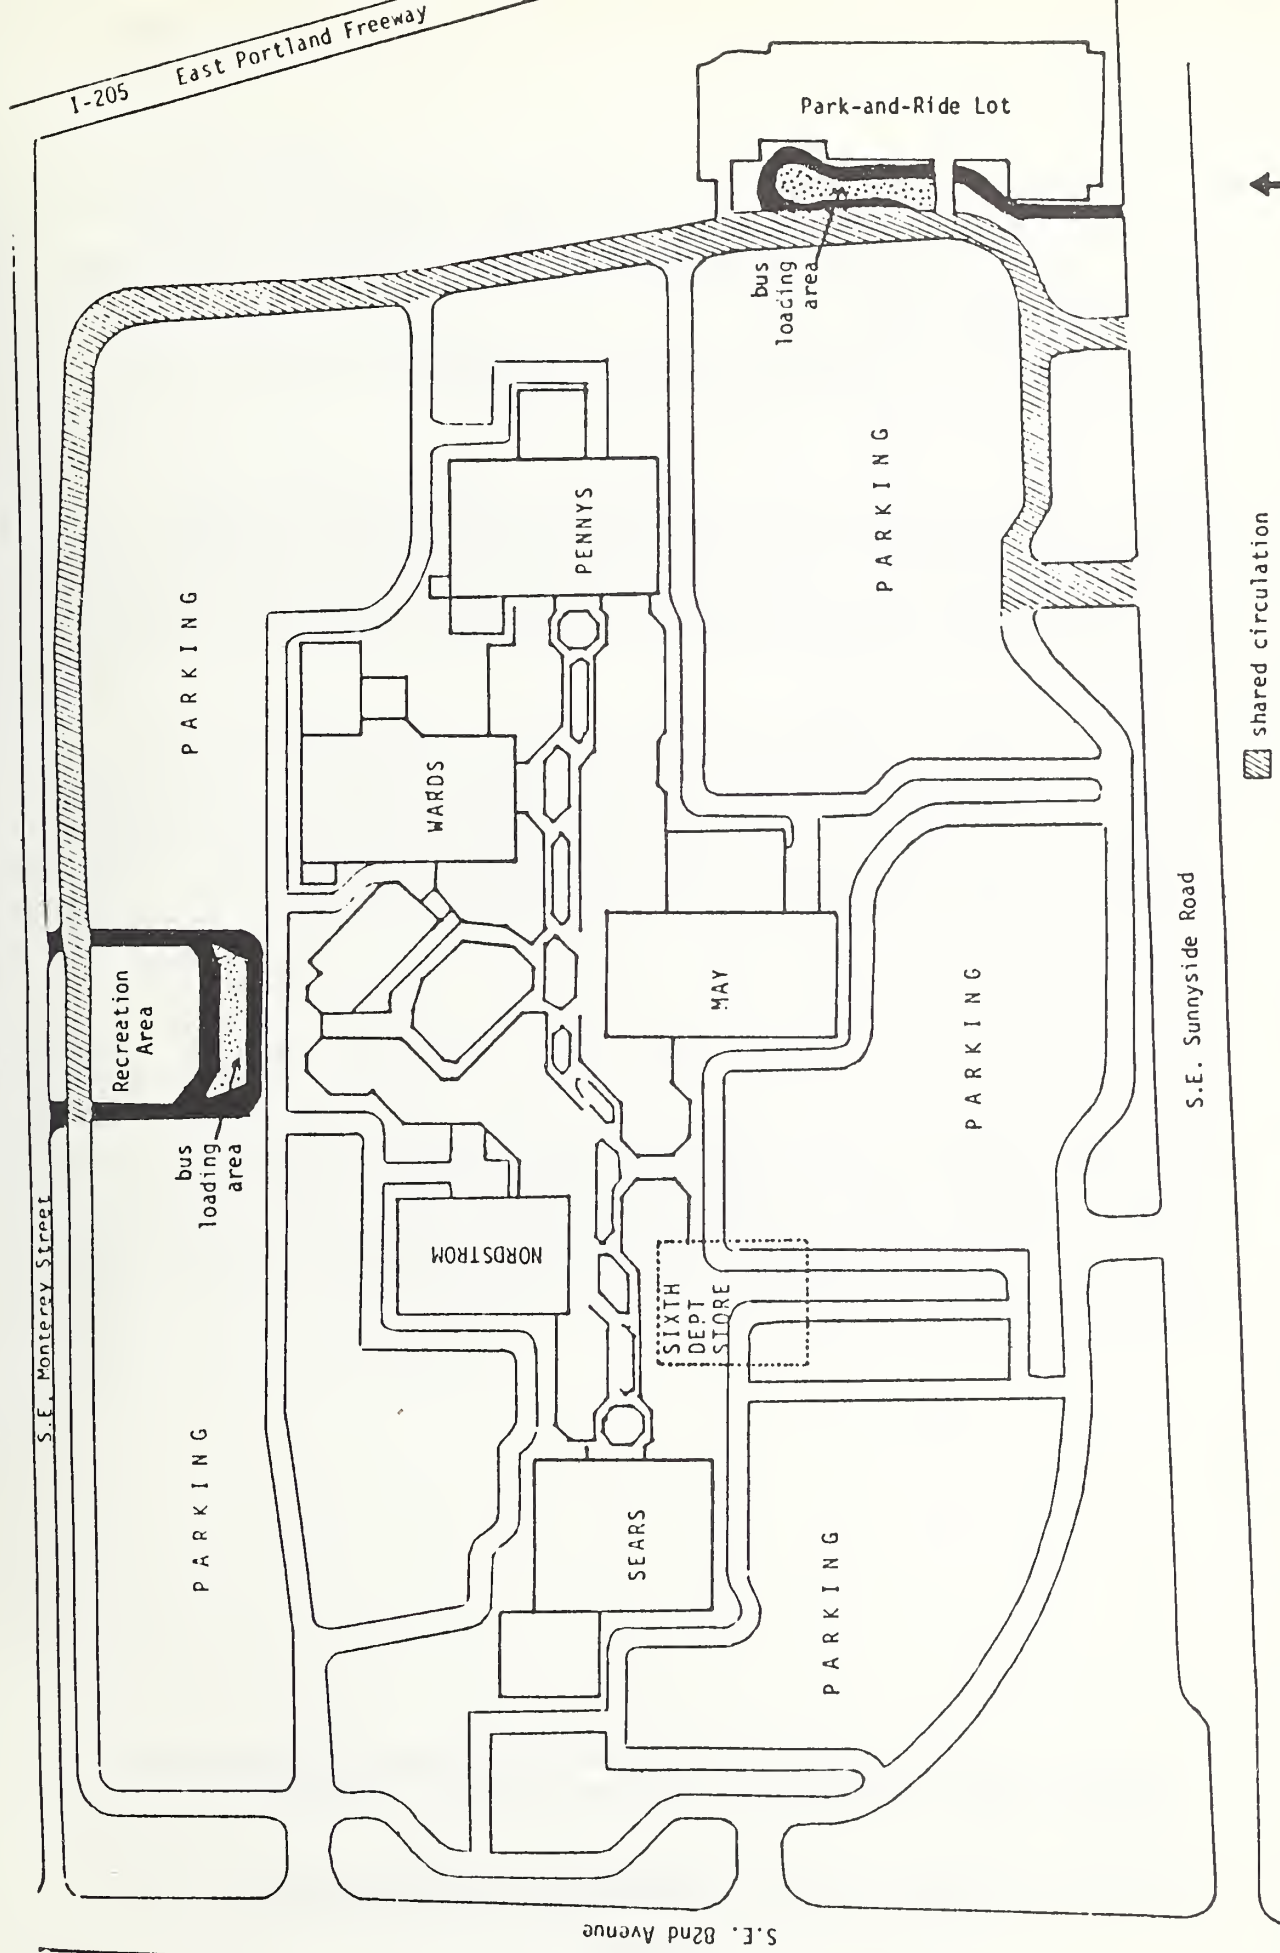 I-205 East Portland Freeway
Park-and-Ride Lot
bus
loading
area
PARKING
PARKING
PENNYS
WARDS
Recreation
Area
bus
loading
area
MAY
PARKING
S.E. Sunnyside Road
shared circulation
S.E. Monterey Street
NORDSTROM
SIXTH
DEPT
STORE
PARKING
SEARS
PARKING
S.E. 82nd Avenue